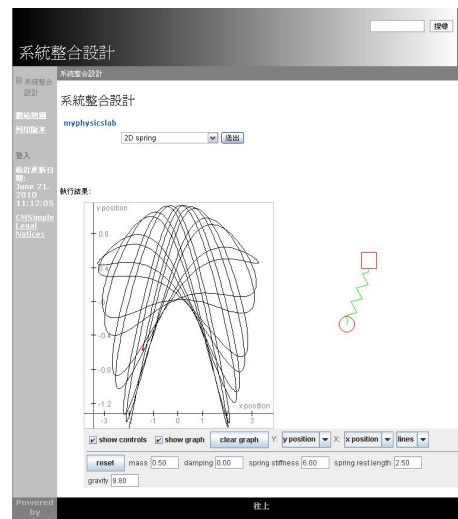 搜尋
系統整合設計
系統整合設計
系統整合設計
網站地圖
列印版本
登入
最近更新日期:
June 21, 2010
11:12:05
CMSimple
Legal
Notices
系統整合設計
myphysicslab
2D spring
送出
執行結果:
y position
0.8
0.4
-0
-0.4
-0.8
-1.2
x position
-3
-1
0
1
3
show controls
show graph
clear graph
Y:
y position
X:
x position
lines
reset
mass 0.50
damping 0.00
spring stiffness 6.00
spring rest length 2.50
gravity 9.80
Powered
by
往上